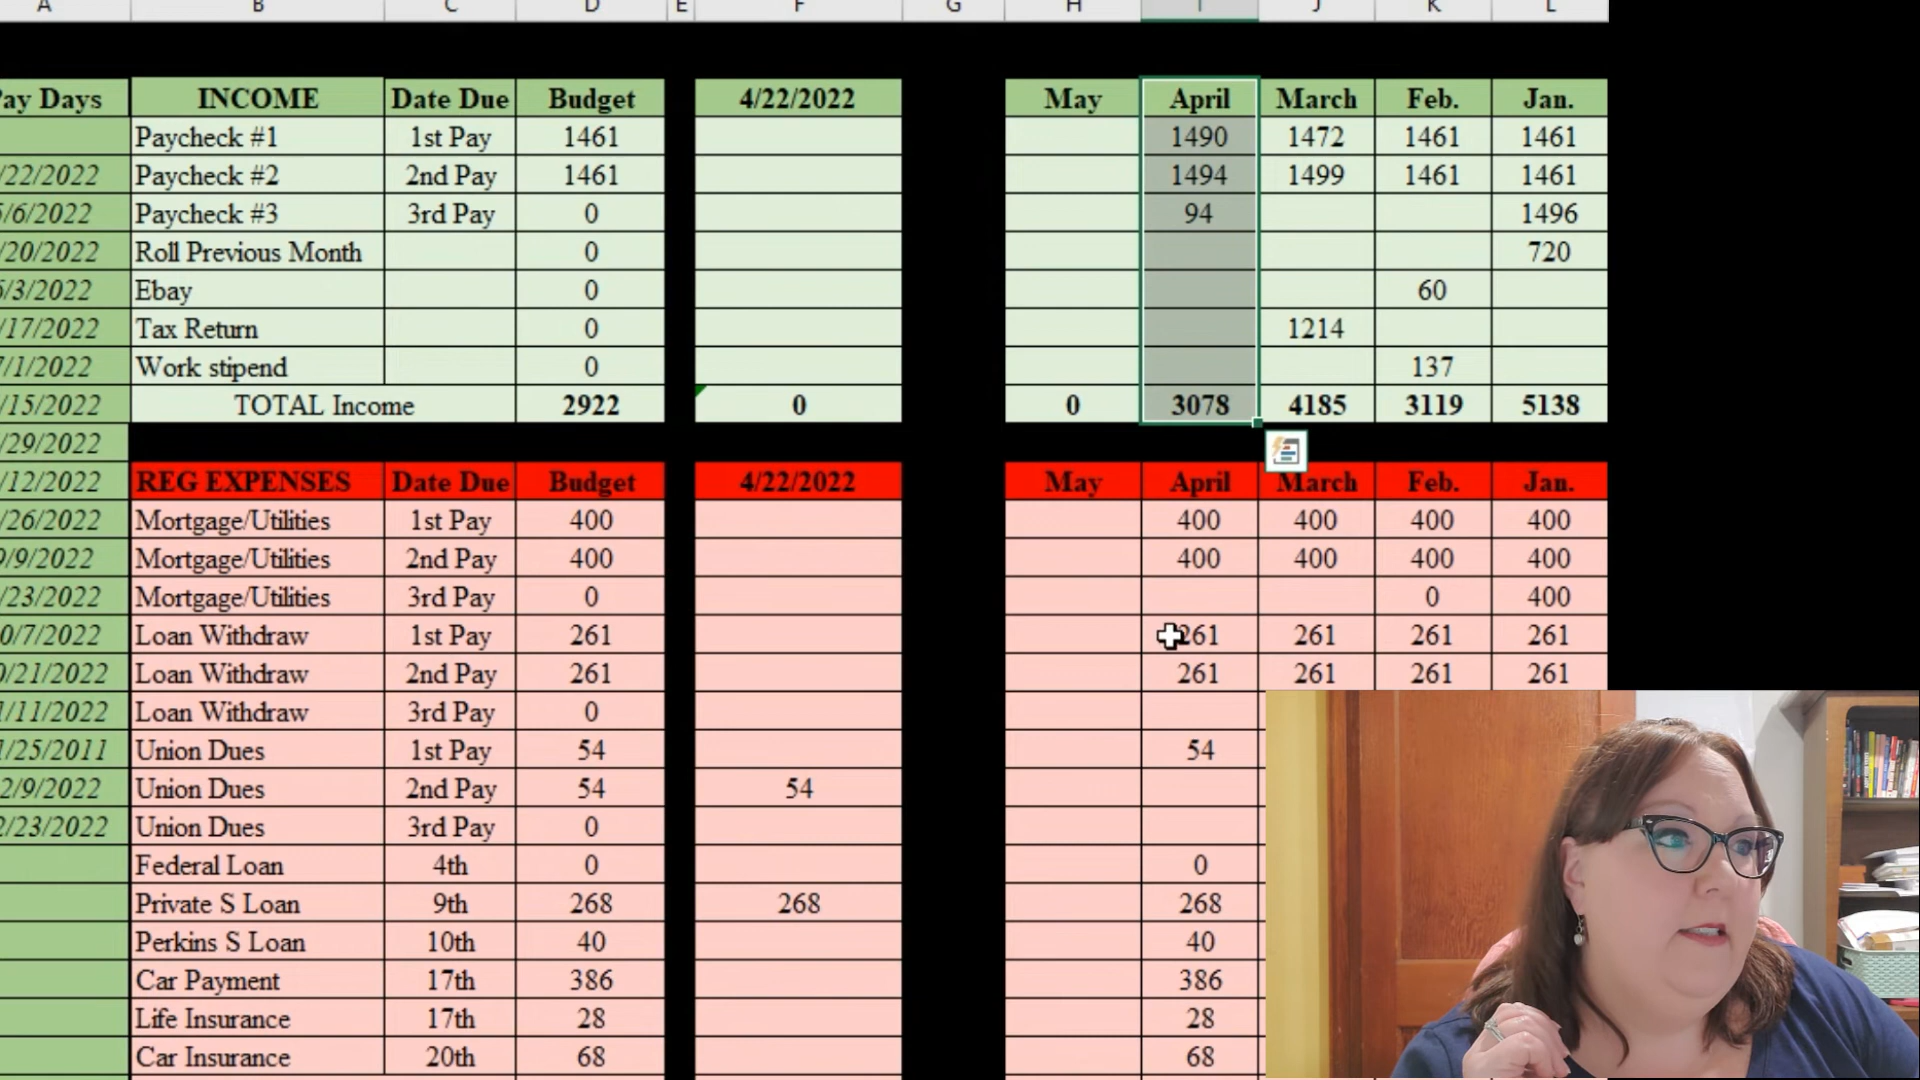 A B C D E F G H I J K L
Pay Days INCOME Date Due Budget 4/22/2022 May April March Feb. Jan.
Paycheck #1 1st Pay 1461 1490 1472 1461 1461
/22/2022 Paycheck #2 2nd Pay 1461 1494 1499 1461 1461
/6/2022 Paycheck #3 3rd Pay 0 94 1496
/20/2022 Roll Previous Month 0 720
/3/2022 Ebay 0 60
/17/2022 Tax Return 0 1214
/1/2022 Work stipend 0 137
/15/2022 TOTAL Income 2922 0 0 3078 4185 3119 5138
/29/2022
/12/2022 REG EXPENSES Date Due Budget 4/22/2022 May April March Feb. Jan.
/26/2022 Mortgage/Utilities 1st Pay 400 400 400 400 400
/9/2022 Mortgage/Utilities 2nd Pay 400 400 400 400 400
/23/2022 Mortgage/Utilities 3rd Pay 0 0 400
0/7/2022 Loan Withdraw 1st Pay 261 261 261 261 261
0/21/2022 Loan Withdraw 2nd Pay 261 261 261 261 261
1/11/2022 Loan Withdraw 3rd Pay 0
1/25/2011 Union Dues 1st Pay 54 54
2/9/2022 Union Dues 2nd Pay 54 54
2/23/2022 Union Dues 3rd Pay 0
Federal Loan 4th 0 0
Private S Loan 9th 268 268 268
Perkins S Loan 10th 40 40
Car Payment 17th 386 386
Life Insurance 17th 28 28
Car Insurance 20th 68 68